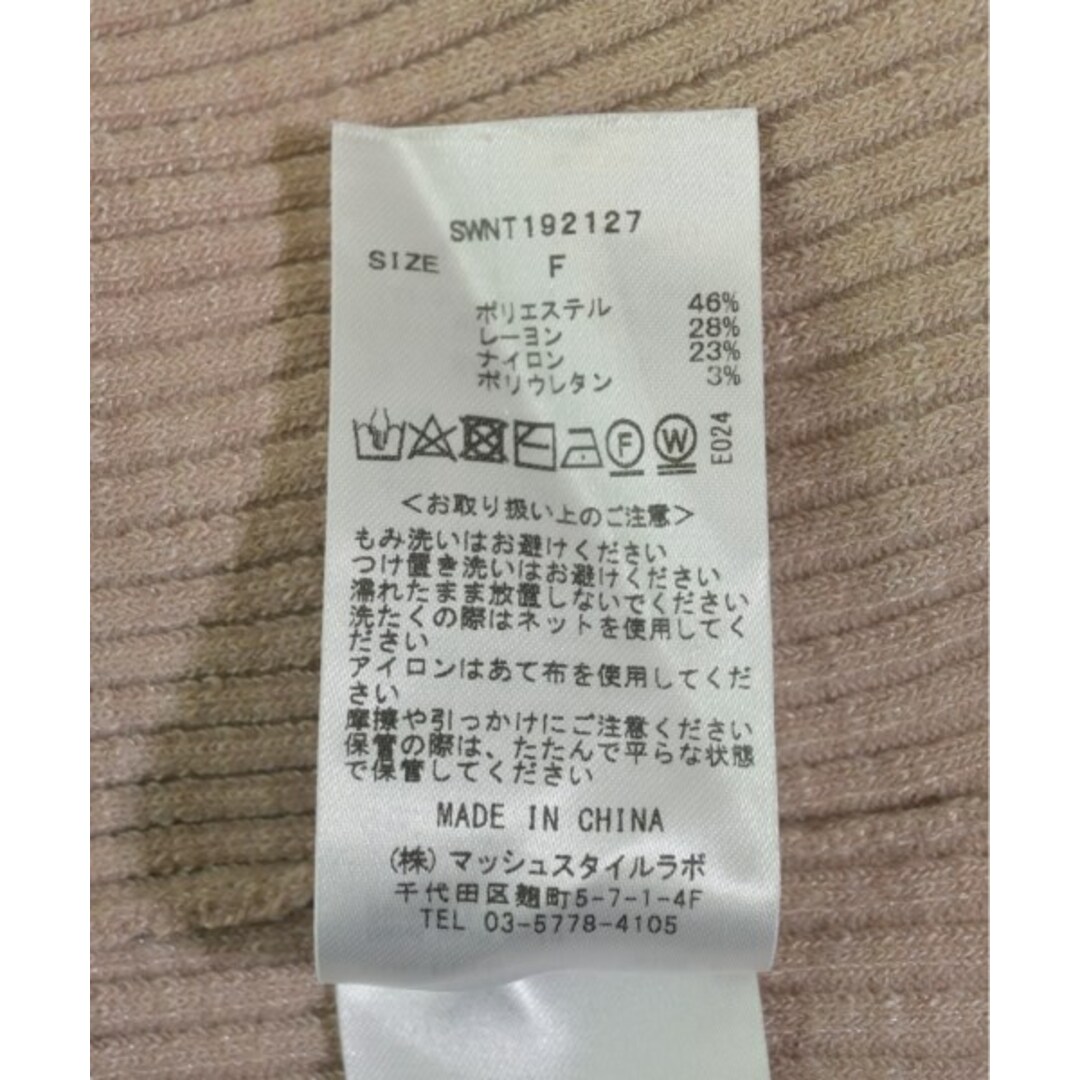 SWNT192127
SIZE F
ポリエステル 46%
レーヨン 28%
ナイロン 23%
ポリウレタン 3%
F W E024
<お取り扱い上のご注意>
もみ洗いはお避けください
つけ置き洗いはお避けください
濡れたまま放置しないでください
洗たくの際はネットを使用してく
ださい
アイロンはあて布を使用してくだ
さい
摩擦や引っかけにご注意ください
保管の際は、たたんで平らな状態
で保管してください
MADE IN CHINA
(株)マッシュスタイルラボ
千代田区麹町5-7-1-4F
TEL 03-5778-4105